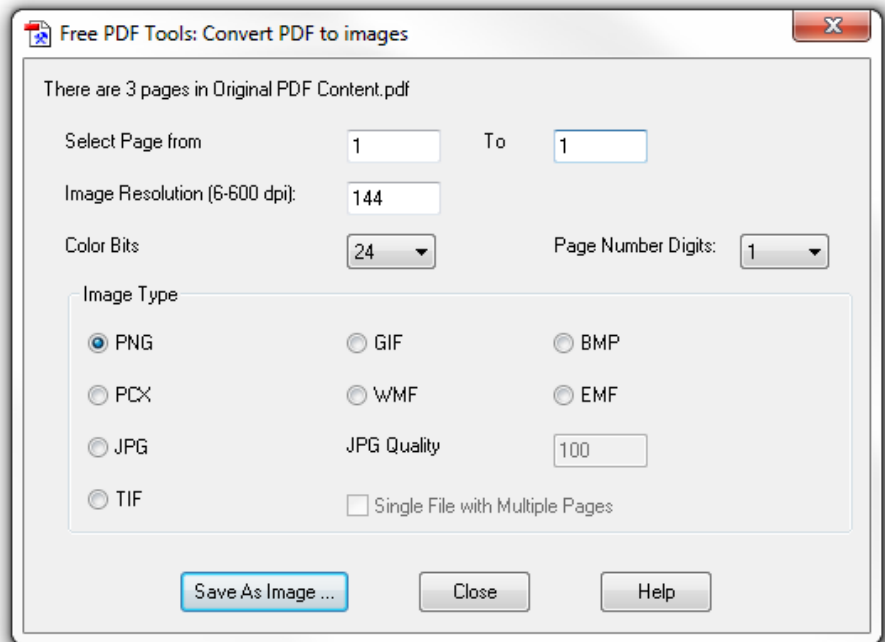 Free PDF Tools: Convert PDF to images
There are 3 pages in Original PDF Content.pdf
Select Page from 1 To 1
Image Resolution (6-600 dpi): 144
Color Bits 24 Page Number Digits: 1
Image Type
PNG GIF BMP
PCX WMF EMF
JPG JPG Quality 100
TIF Single File with Multiple Pages
Save As Image ... Close Help